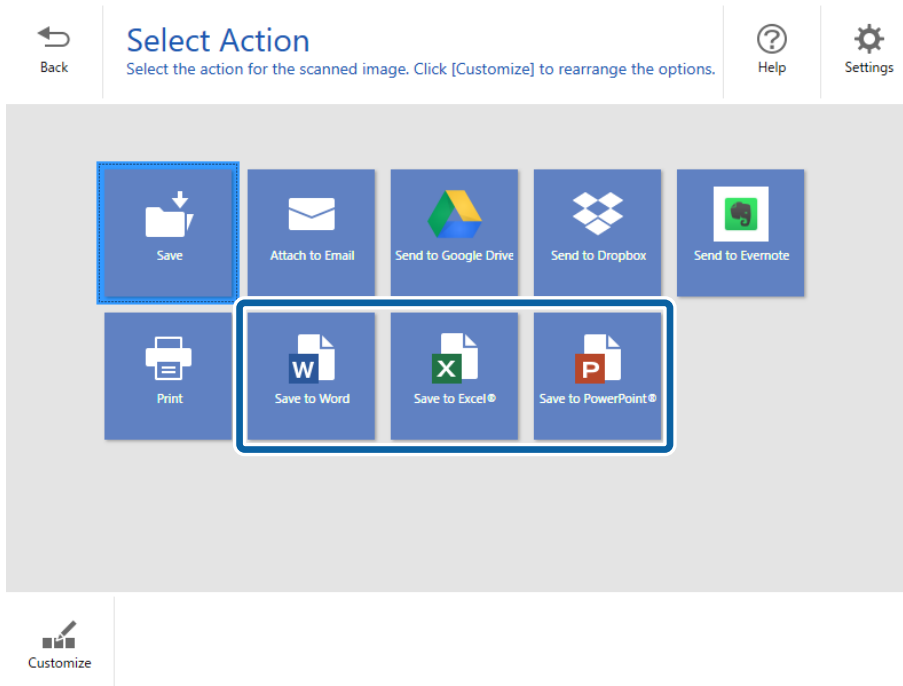 Select Action
Select the action for the scanned image. Click [Customize] to rearrange the options.
Back
Help
Settings
Save
Attach to Email
Send to Google Drive
Send to Dropbox
Send to Evernote
Print
W
Save to Word
X
Save to Excel®
P
Save to PowerPoint®
Customize